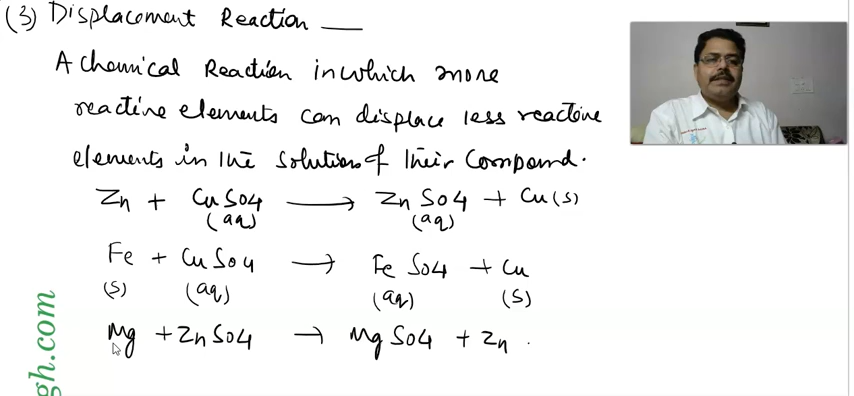 (3) Displacement Reaction —
A chemical Reaction in which more
reactive elements can displace less reactive
elements in the solution of their compound.
Zn + CuSO4 → ZnSO4 + Cu(s)
(aq) (aq)
Fe + CuSO4 → FeSO4 + Cu
(s) (aq) (aq) (s)
Mg + ZnSO4 → MgSO4 + Zn .
gh.com